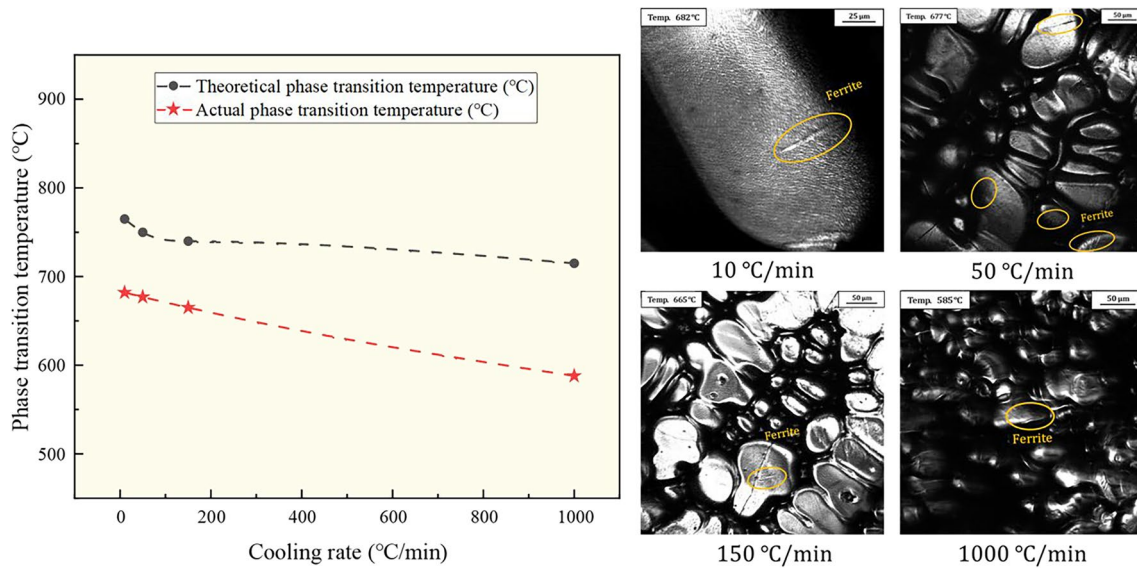 Theoretical phase transition temperature (℃)
Actual phase transition temperature (℃)
Phase transition temperature (℃)
900
800
700
600
500
0
200
400
600
800
1000
Cooling rate (℃/min)
Temp. 682℃
25 μm
Ferrite
10 ℃/min
Temp. 677℃
50 μm
Ferrite
50 ℃/min
Temp. 665℃
50 μm
Ferrite
150 ℃/min
Temp. 585℃
50 μm
Ferrite
1000 ℃/min